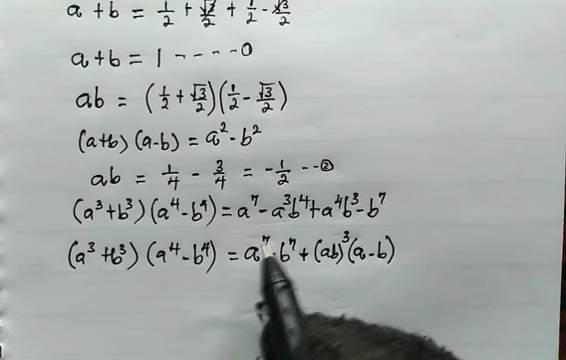 a + b = 1/2 + √3/2 + 1/2 - √3/2
a + b = 1 - - - - ①
ab = (1/2 + √3/2)(1/2 - √3/2)
(a+b)(a-b) = a² - b²
ab = 1/4 - 3/4 = -1/2 - - ②
(a³+b³)(a⁴-b⁴) = a⁷ - a³b⁴ + a⁴b³ - b⁷
(a³+b³)(a⁴-b⁴) = a⁷ b⁷ + (ab)³(a-b)